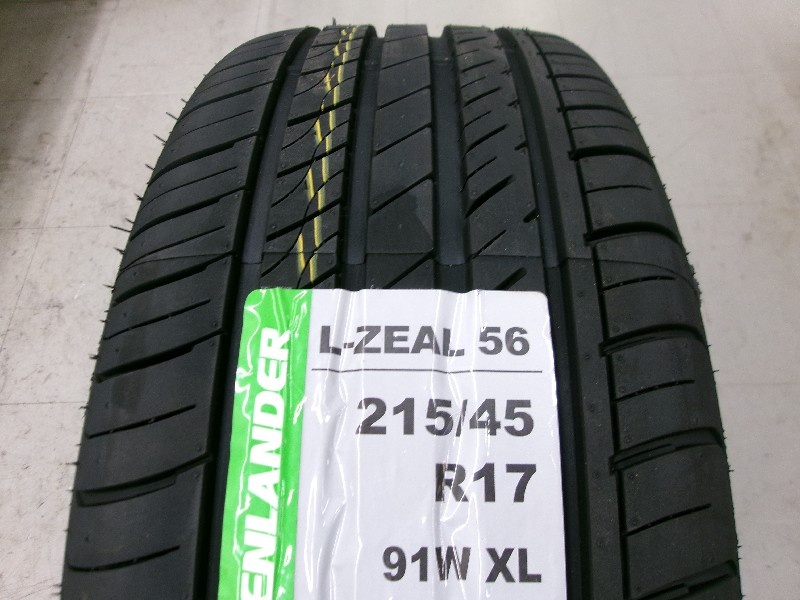 L-ZEAL 56
215/45
R17
91W XL
ENLANDER